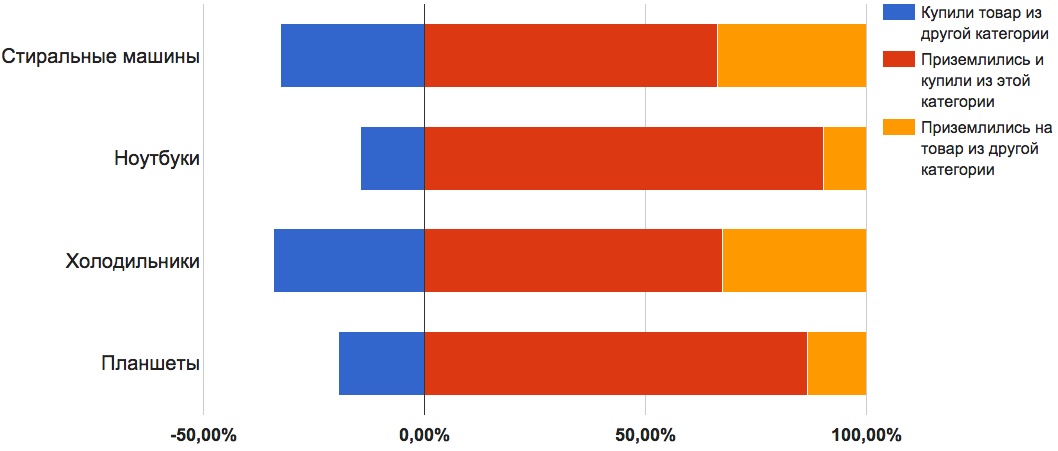 Стиральные машины
Ноутбуки
Холодильники
Планшеты
-50,00%
0,00%
50,00%
100,00%
Купили товар из
другой категории
Приземлились и
купили из этой
категории
Приземлились на
товар из другой
категории